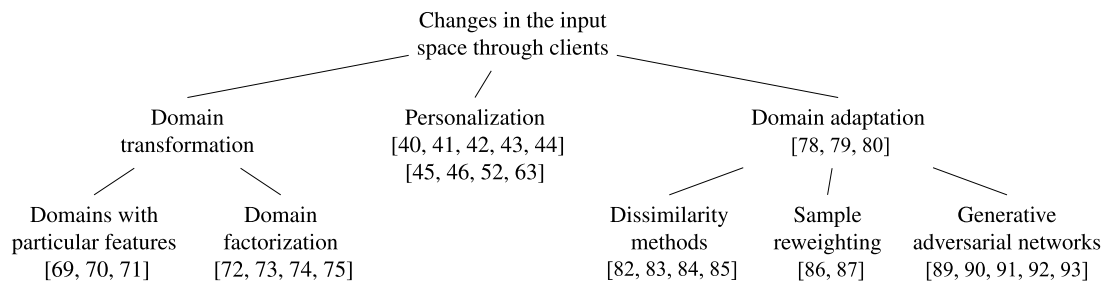 Changes in the input
space through clients
Domain
transformation
Personalization
[40, 41, 42, 43, 44]
[45, 46, 52, 63]
Domain adaptation
[78, 79, 80]
Domains with
particular features
[69, 70, 71]
Domain
factorization
[72, 73, 74, 75]
Dissimilarity
methods
[82, 83, 84, 85]
Sample
reweighting
[86, 87]
Generative
adversarial networks
[89, 90, 91, 92, 93]